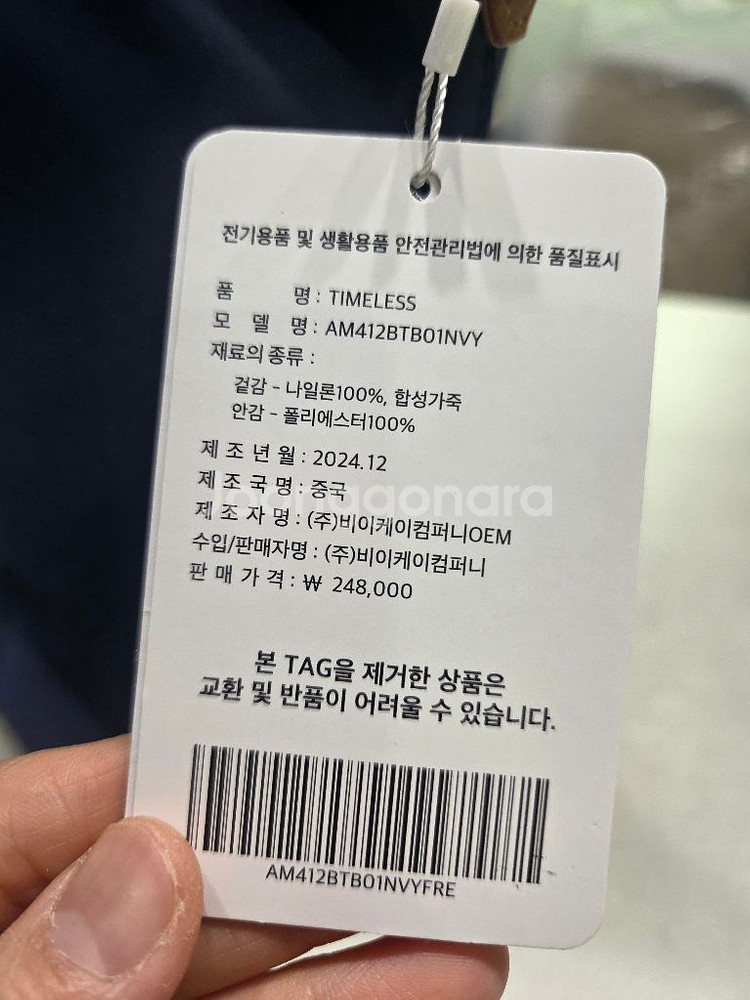 전기용품 및 생활용품 안전관리법에 의한 품질표시
품 명 : TIMELESS
모 델 명 : AM412BTB01NVY
재료의 종류 :
겉감 - 나일론100%, 합성가죽
안감 - 폴리에스터100%
제 조 년 월 : 2024.12
제 조 국 명 : 중국
joonggonara
제 조 자 명 : (주)비이케이컴퍼니OEM
수입/판매자명 : (주)비이케이컴퍼니
판 매 가 격 : ₩ 248,000
본 TAG을 제거한 상품은
교환 및 반품이 어려울 수 있습니다.
AM412BTB01NVYFRE